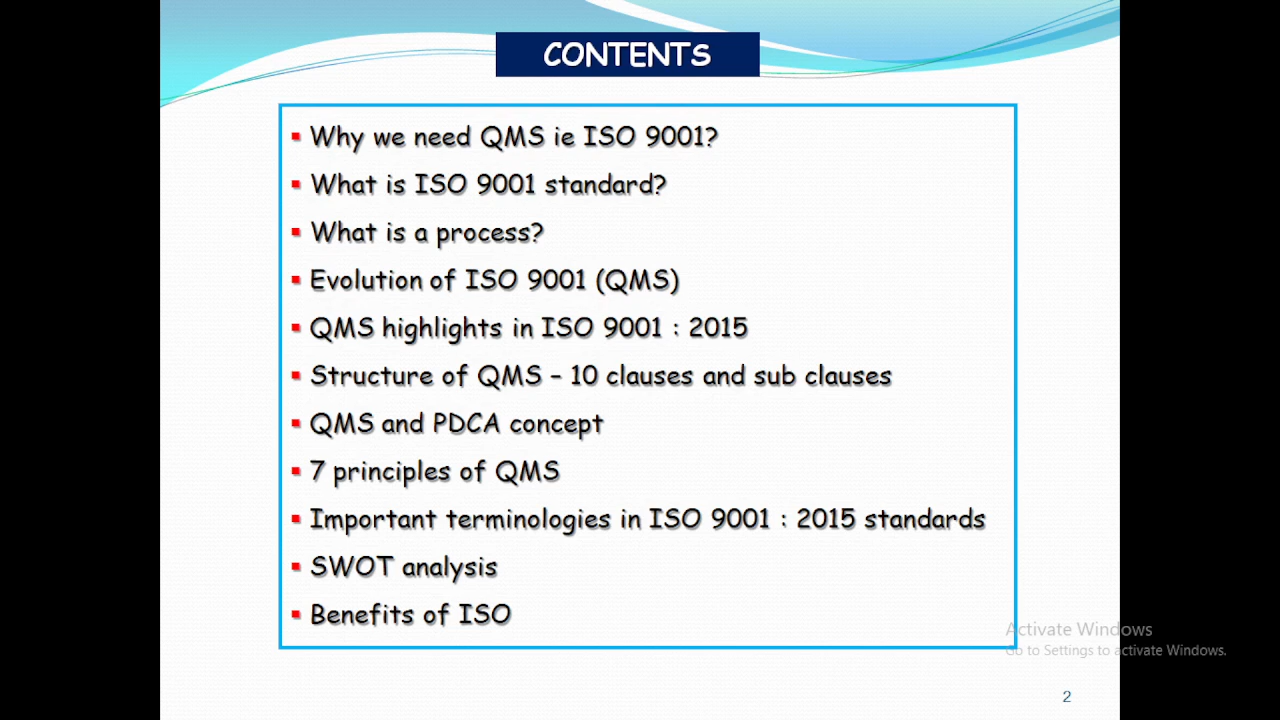 CONTENTS
▪ Why we need QMS ie ISO 9001?
▪ What is ISO 9001 standard?
▪ What is a process?
▪ Evolution of ISO 9001 (QMS)
▪ QMS highlights in ISO 9001 : 2015
▪ Structure of QMS – 10 clauses and sub clauses
▪ QMS and PDCA concept
▪ 7 principles of QMS
▪ Important terminologies in ISO 9001 : 2015 standards
▪ SWOT analysis
▪ Benefits of ISO
Activate Windows
Go to Settings to activate Windows.
2